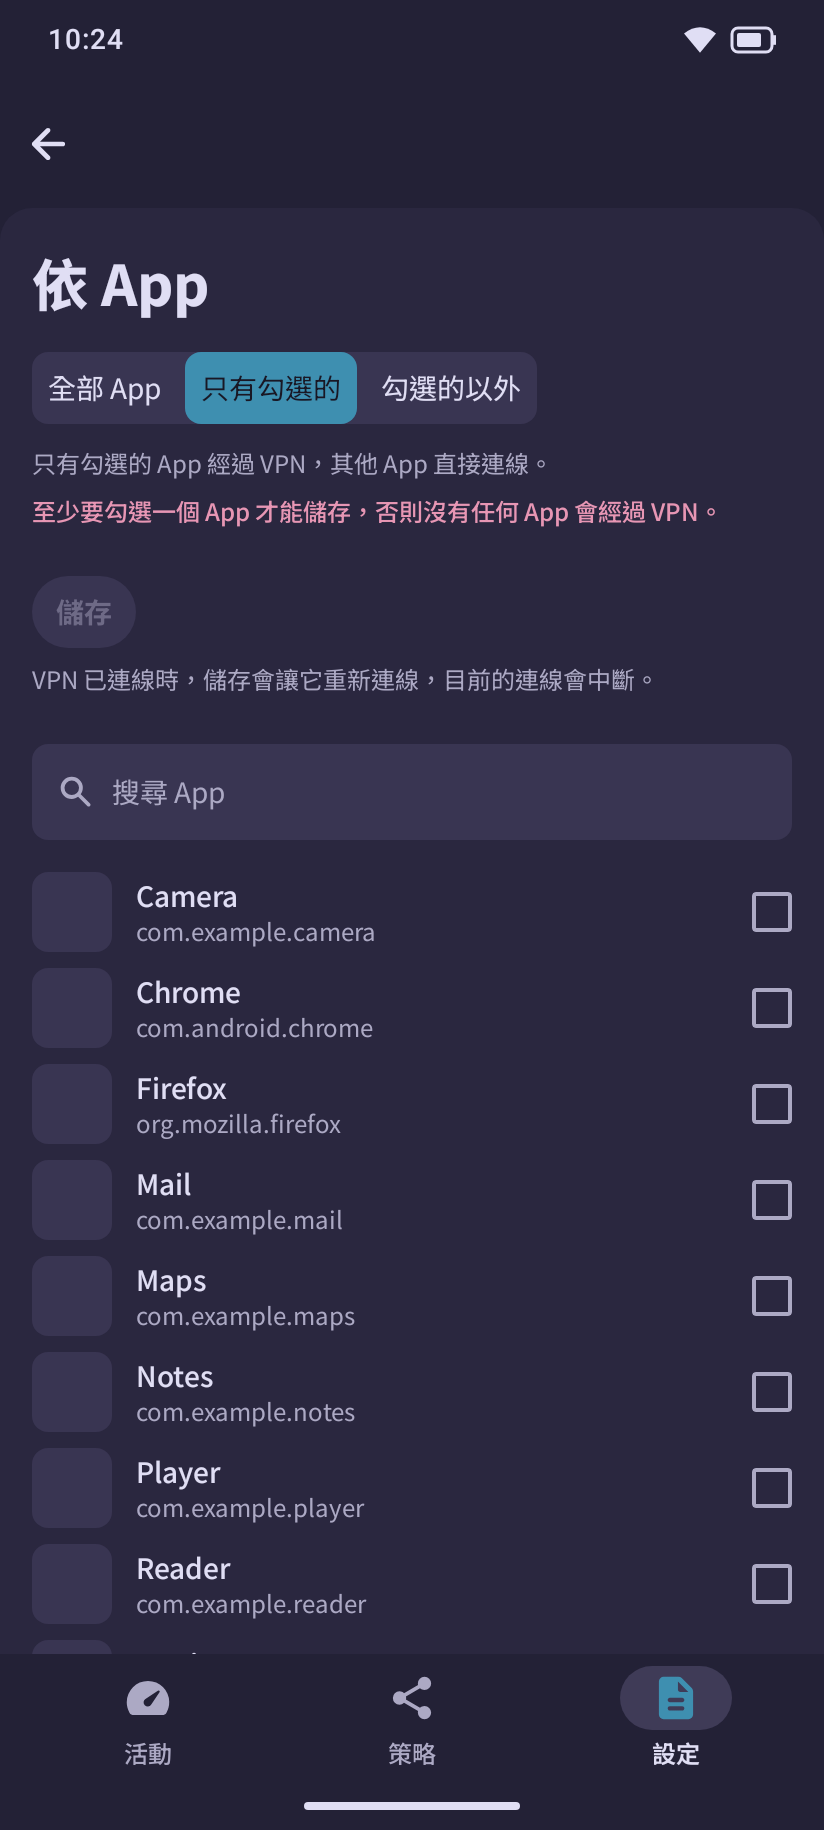 10:24
依 App
全部 App
只有勾選的
勾選的以外
只有勾選的 App 經過 VPN，其他 App 直接連線。
至少要勾選一個 App 才能儲存，否則沒有任何 App 會經過 VPN。
儲存
VPN 已連線時，儲存會讓它重新連線，目前的連線會中斷。
搜尋 App
Camera
com.example.camera
Chrome
com.android.chrome
Firefox
org.mozilla.firefox
Mail
com.example.mail
Maps
com.example.maps
Notes
com.example.notes
Player
com.example.player
Reader
com.example.reader
活動
策略
設定